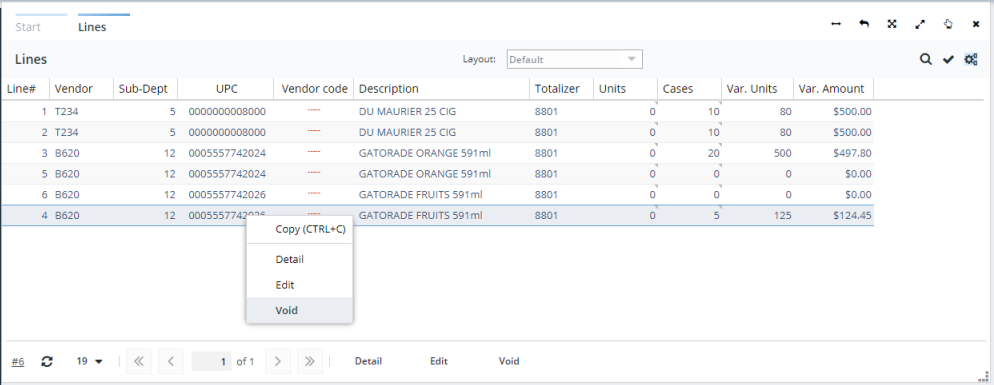 Start Lines
Lines Layout: Default
Line# Vendor Sub-Dept UPC Vendor code Description Totalizer Units Cases Var. Units Var. Amount
1 T234 5 0000000008000 ----- DU MAURIER 25 CIG 8801 0 10 80 $500.00
2 T234 5 0000000008000 ----- DU MAURIER 25 CIG 8801 0 10 80 $500.00
3 B620 12 0005557742024 ----- GATORADE ORANGE 591ml 8801 0 20 500 $497.80
5 B620 12 0005557742024 ----- GATORADE ORANGE 591ml 8801 0 0 0 $0.00
6 B620 12 0005557742026 ----- GATORADE FRUITS 591ml 8801 0 0 0 $0.00
4 B620 12 0005557742026 ----- GATORADE FRUITS 591ml 8801 0 5 125 $124.45
Copy (CTRL+C)
Detail
Edit
Void
#6 19 1 of 1 Detail Edit Void